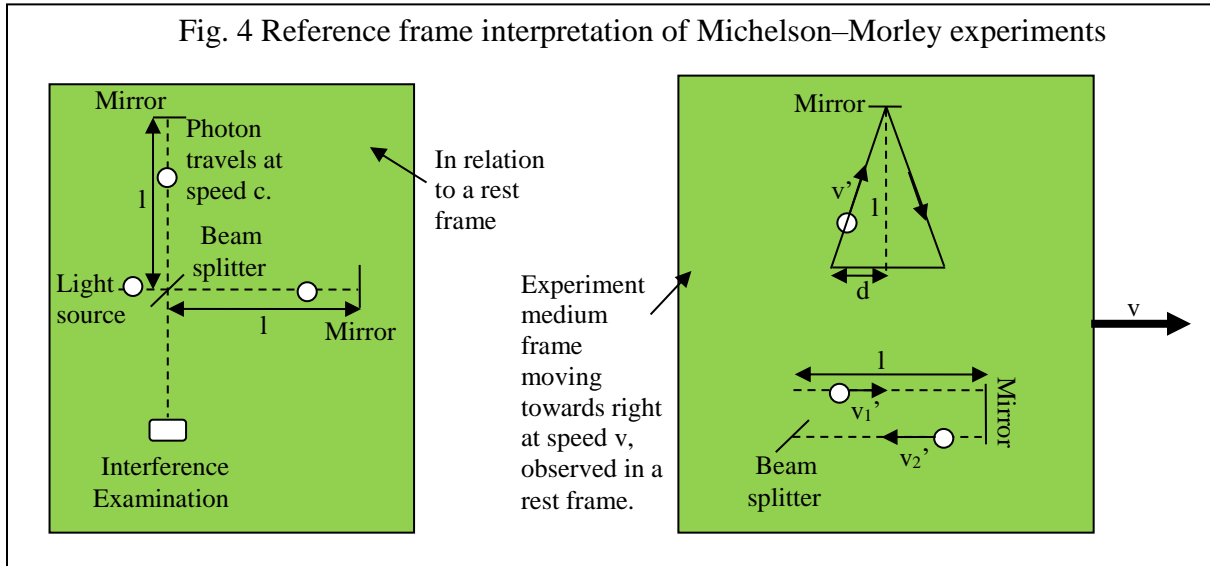 Fig. 4 Reference frame interpretation of Michelson–Morley experiments
Mirror
Photon
travels at
speed c.
l
Beam
splitter
Light
source
l
Mirror
Interference
Examination
In relation
to a rest
frame
Mirror
v'
l
d
Experiment
medium
frame
moving
towards right
at speed v,
observed in a
rest frame.
v
l
v₁'
Mirror
v₂'
Beam
splitter